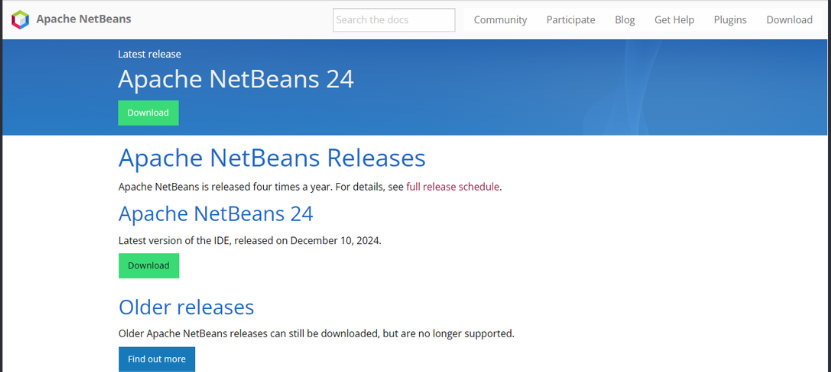 Apache NetBeans
Search the docs
Community Participate Blog Get Help Plugins Download
Latest release
Apache NetBeans 24
Download
Apache NetBeans Releases
Apache NetBeans is released four times a year. For details, see full release schedule.
Apache NetBeans 24
Latest version of the IDE, released on December 10, 2024.
Download
Older releases
Older Apache NetBeans releases can still be downloaded, but are no longer supported.
Find out more